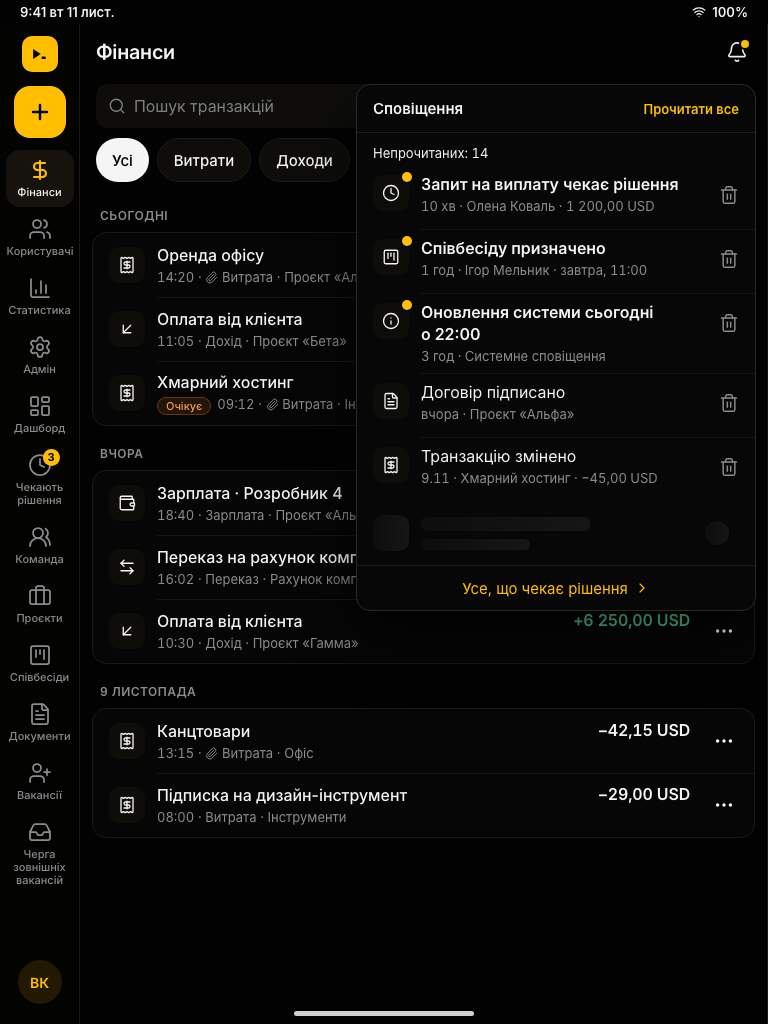 9:41 вт 11 лист.
100%
Фінанси
Користувачі
Статистика
Адмін
Дашборд
3
Чекають
рішення
Команда
Проєкти
Співбесіди
Документи
Вакансії
Черга
зовнішніх
вакансій
ВК
Фінанси
Пошук транзакцій
Усі
Витрати
Доходи
СЬОГОДНІ
Оренда офісу
14:20 · Витрата · Проєкт
Оплата від клієнта
11:05 · Дохід · Проєкт «Бета»
Хмарний хостинг
Очікує 09:12 · Витрата ·
ВЧОРА
Зарплата · Розробник 4
18:40 · Зарплата · Проєкт
Переказ на рахунок
16:02 · Переказ · Рахунок
Оплата від клієнта
+6 250,00 USD
10:30 · Дохід · Проєкт «Гамма»
9 ЛИСТОПАДА
Канцтовари
−42,15 USD
13:15 · Витрата · Офіс
Підписка на дизайн-інструмент
−29,00 USD
08:00 · Витрата · Інструменти
Сповіщення
Прочитати все
Непрочитаних: 14
Запит на виплату чекає рішення
10 хв · Олена Коваль · 1 200,00 USD
Співбесіду призначено
1 год · Ігор Мельник · завтра, 11:00
Оновлення системи сьогодні
о 22:00
3 год · Системне сповіщення
Договір підписано
вчора · Проєкт «Альфа»
Транзакцію змінено
9.11 · Хмарний хостинг · −45,00 USD
Усе, що чекає рішення